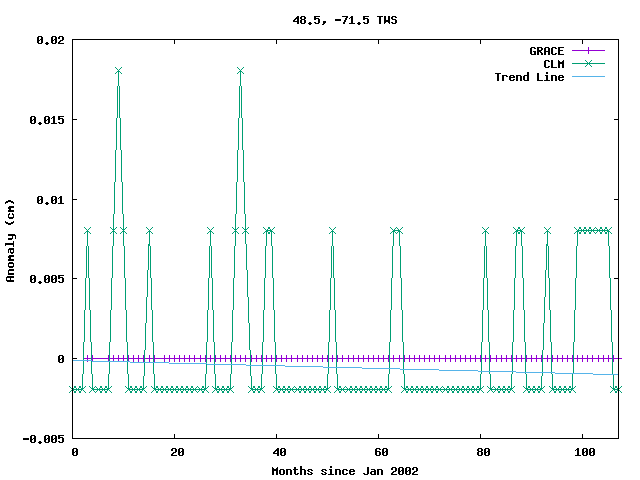 48.5, -71.5 TWS
GRACE
CLM
Trend Line
0.02
0.015
0.01
0.005
0
-0.005
Anomaly (cm)
0 20 40 60 80 100
Months since Jan 2002